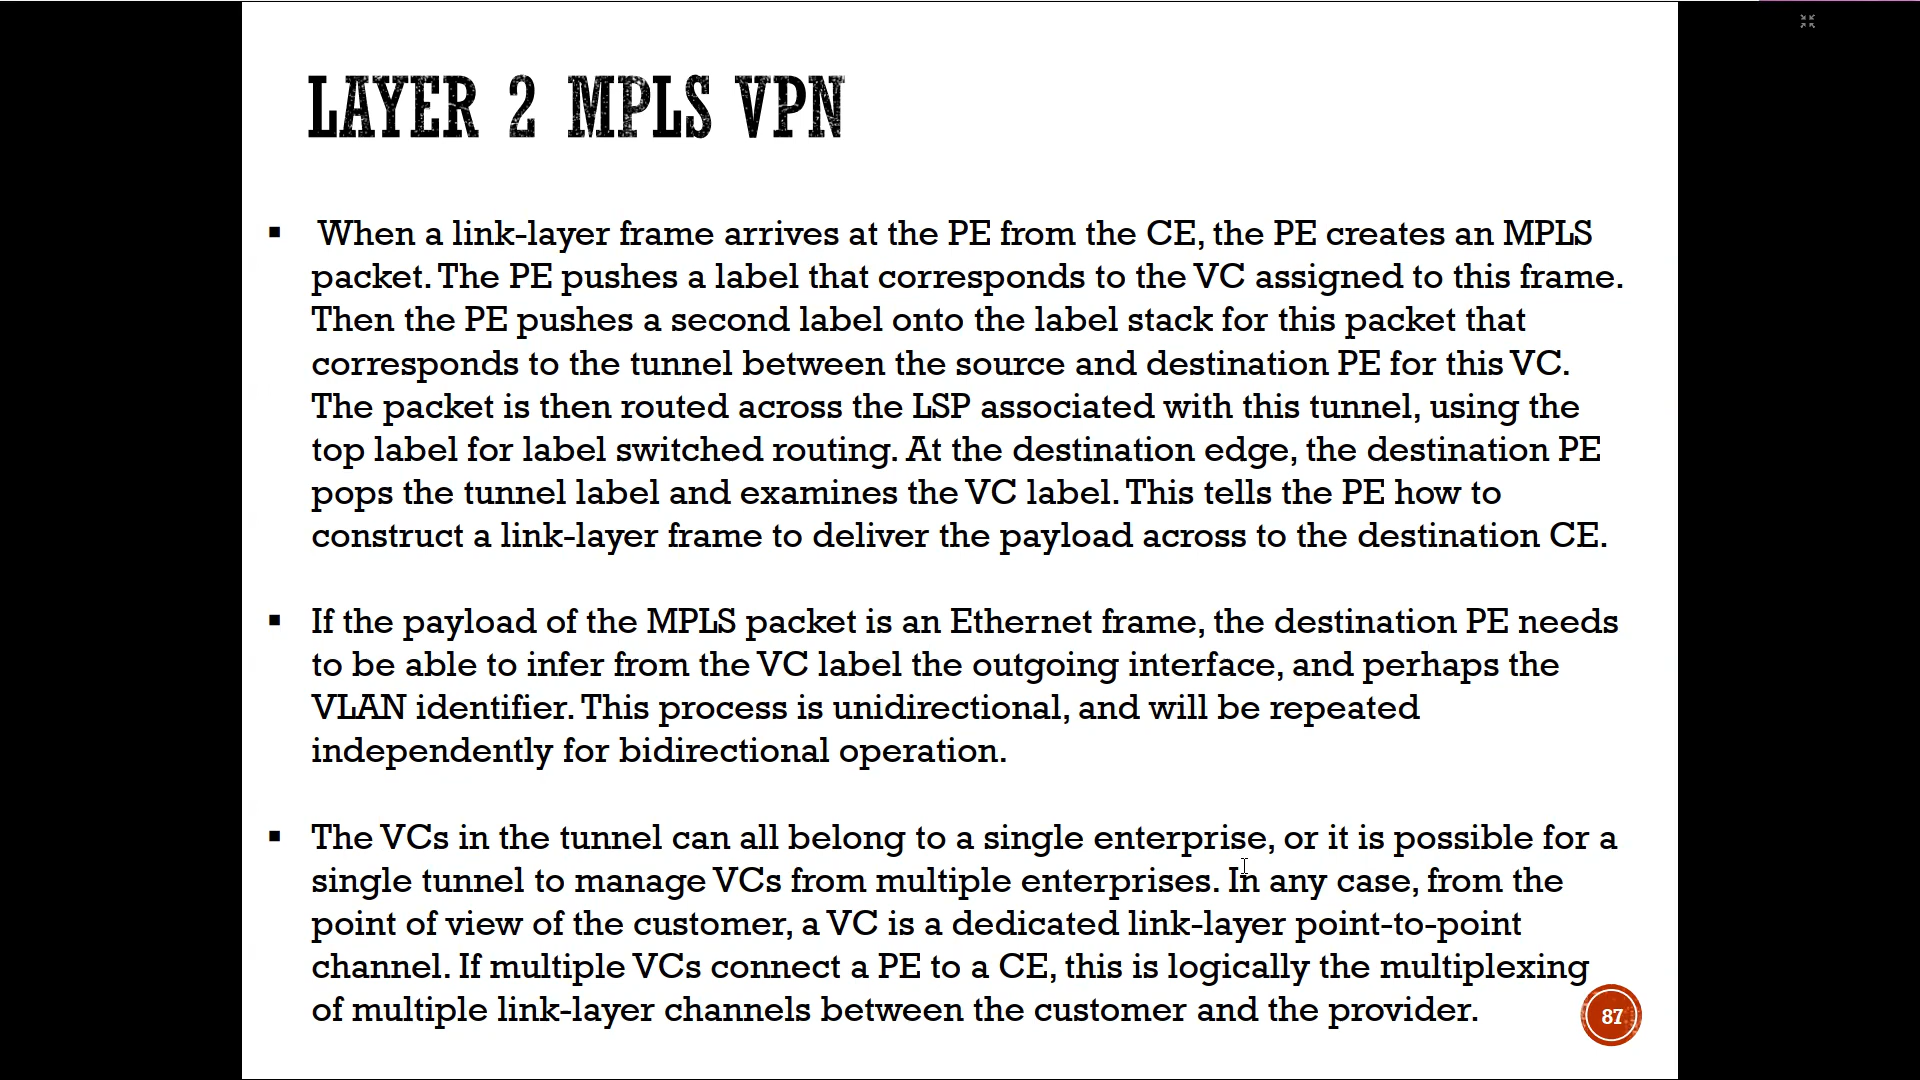 LAYER 2 MPLS VPN
▪ When a link-layer frame arrives at the PE from the CE, the PE creates an MPLS
packet. The PE pushes a label that corresponds to the VC assigned to this frame.
Then the PE pushes a second label onto the label stack for this packet that
corresponds to the tunnel between the source and destination PE for this VC.
The packet is then routed across the LSP associated with this tunnel, using the
top label for label switched routing. At the destination edge, the destination PE
pops the tunnel label and examines the VC label. This tells the PE how to
construct a link-layer frame to deliver the payload across to the destination CE.
▪ If the payload of the MPLS packet is an Ethernet frame, the destination PE needs
to be able to infer from the VC label the outgoing interface, and perhaps the
VLAN identifier. This process is unidirectional, and will be repeated
independently for bidirectional operation.
▪ The VCs in the tunnel can all belong to a single enterprise, or it is possible for a
single tunnel to manage VCs from multiple enterprises. In any case, from the
point of view of the customer, a VC is a dedicated link-layer point-to-point
channel. If multiple VCs connect a PE to a CE, this is logically the multiplexing
of multiple link-layer channels between the customer and the provider.
87